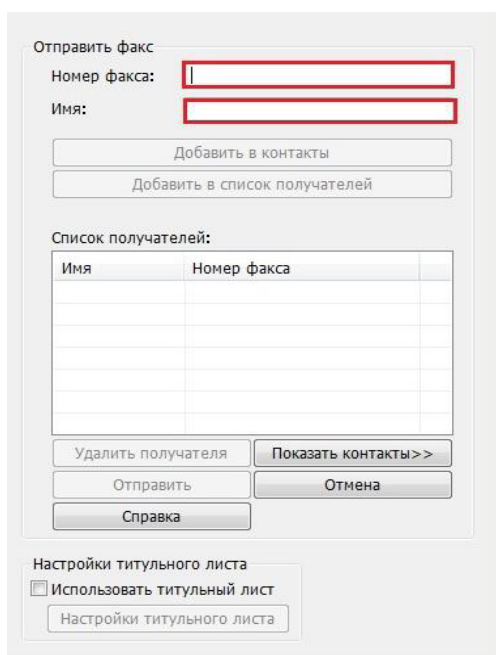 Отправить факс
Номер факса:
Имя:
Добавить в контакты
Добавить в список получателей
Список получателей:
Имя Номер факса
Удалить получателя Показать контакты>>
Отправить Отмена
Справка
Настройки титульного листа
Использовать титульный лист
Настройки титульного листа